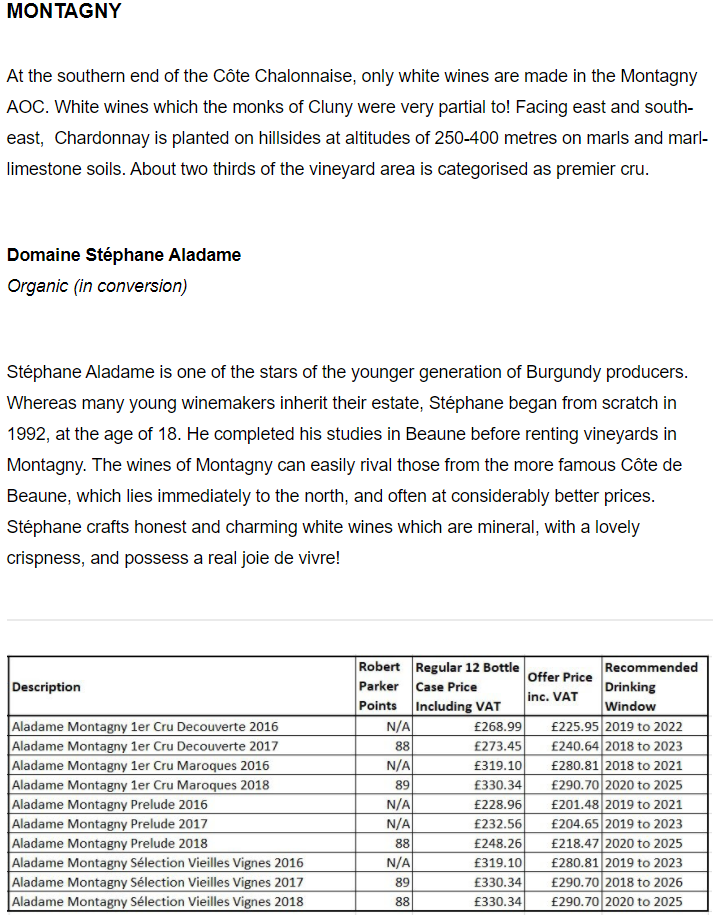 MONTAGNY
At the southern end of the Côte Chalonnaise, only white wines are made in the Montagny
AOC. White wines which the monks of Cluny were very partial to! Facing east and south-
east,  Chardonnay is planted on hillsides at altitudes of 250-400 metres on marls and marl-
limestone soils. About two thirds of the vineyard area is categorised as premier cru.
Domaine Stéphane Aladame
Organic (in conversion)
Stéphane Aladame is one of the stars of the younger generation of Burgundy producers.
Whereas many young winemakers inherit their estate, Stéphane began from scratch in
1992, at the age of 18. He completed his studies in Beaune before renting vineyards in
Montagny. The wines of Montagny can easily rival those from the more famous Côte de
Beaune, which lies immediately to the north, and often at considerably better prices.
Stéphane crafts honest and charming white wines which are mineral, with a lovely
crispness, and possess a real joie de vivre!
Description
Robert
Parker
Points
Regular 12 Bottle
Case Price
Including VAT
Offer Price
inc. VAT
Recommended
Drinking
Window
Aladame Montagny 1er Cru Decouverte 2016 N/A £268.99 £225.95 2019 to 2022
Aladame Montagny 1er Cru Decouverte 2017 88 £273.45 £240.64 2018 to 2023
Aladame Montagny 1er Cru Maroques 2016 N/A £319.10 £280.81 2018 to 2021
Aladame Montagny 1er Cru Maroques 2018 89 £330.34 £290.70 2020 to 2025
Aladame Montagny Prelude 2016 N/A £228.96 £201.48 2019 to 2021
Aladame Montagny Prelude 2017 N/A £232.56 £204.65 2019 to 2023
Aladame Montagny Prelude 2018 88 £248.26 £218.47 2020 to 2025
Aladame Montagny Sélection Vieilles Vignes 2016 N/A £319.10 £280.81 2019 to 2023
Aladame Montagny Sélection Vieilles Vignes 2017 89 £330.34 £290.70 2018 to 2026
Aladame Montagny Sélection Vieilles Vignes 2018 88 £330.34 £290.70 2020 to 2025